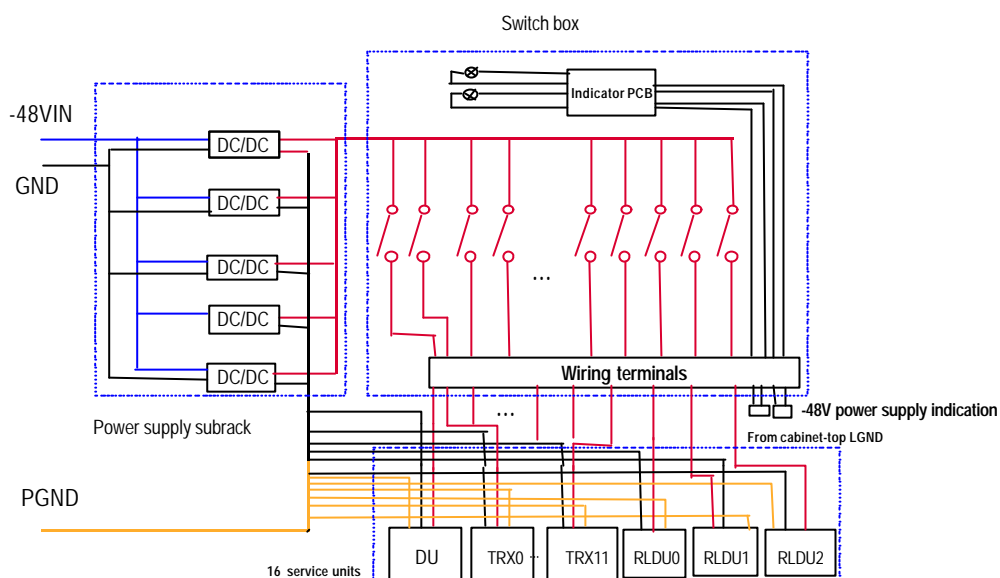 Switch box
Indicator PCB
-48VIN
GND
DC/DC
DC/DC
DC/DC
DC/DC
DC/DC
...
Wiring terminals
...
-48V power supply indication
Power supply subrack
From cabinet-top LGND
PGND
DU
TRX0
...
TRX11
RLDU0
RLDU1
RLDU2
16 service units